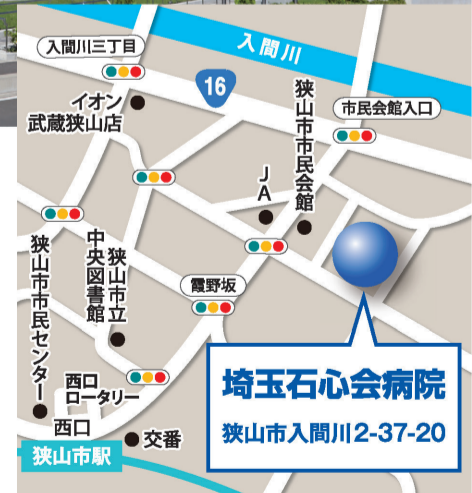 入間川三丁目
入間川
16
イオン
武蔵狭山店
狭山市市民会館
市民会館入口
JA
狭山市市民センター
狭山市立
中央図書館
霞野坂
西口
ロータリー
西口
交番
狭山市駅
埼玉石心会病院
狭山市入間川2-37-20